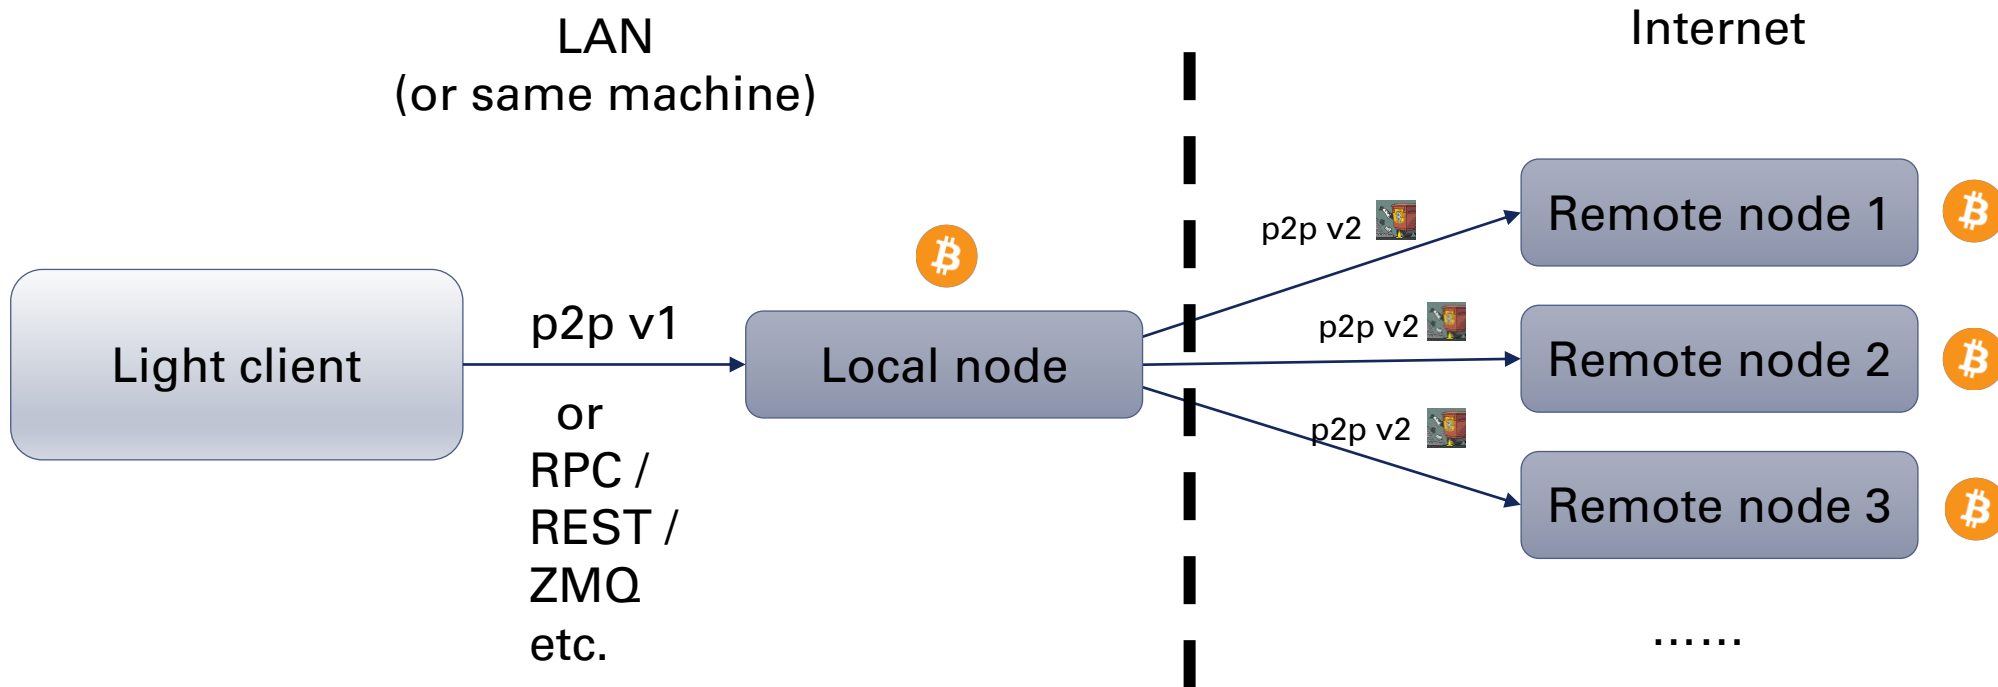 LAN
(or same machine)
Internet
Light client
p2p v1
or
RPC /
REST /
ZMQ
etc.
Local node
p2p v2
p2p v2
p2p v2
Remote node 1
Remote node 2
Remote node 3
......